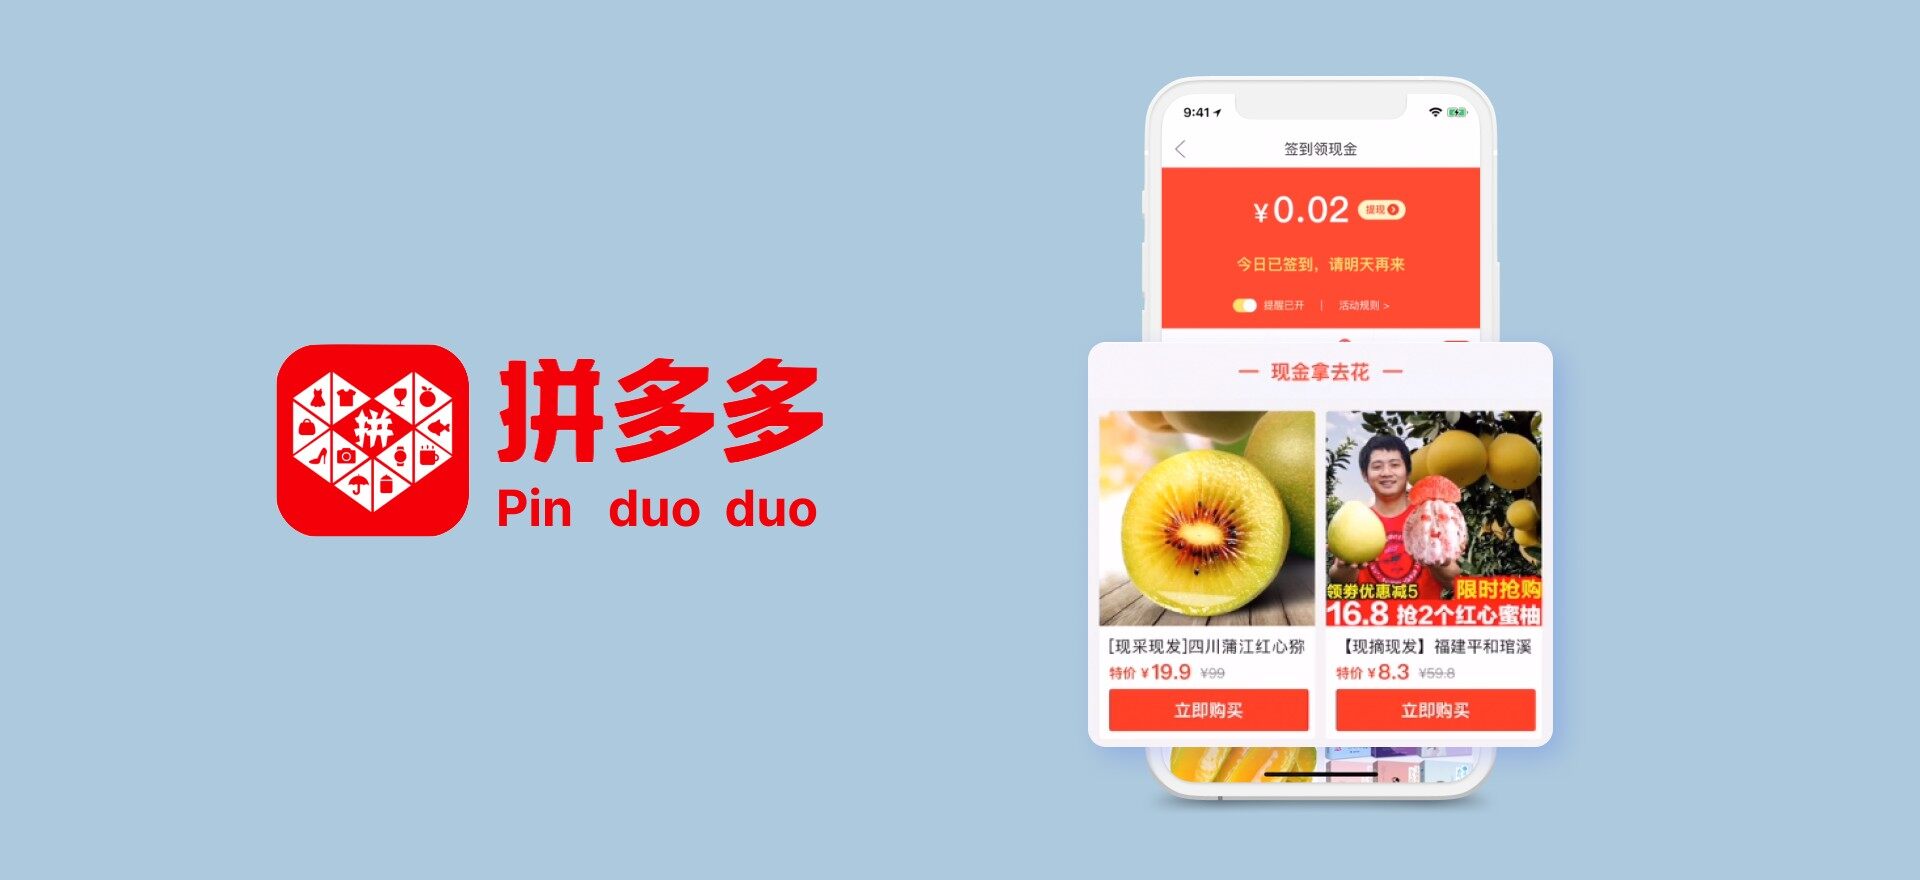 拼
拼多多
Pin duo duo
9:41
签到领现金
¥0.02 提现
今日已签到，请明天再来
提醒已开 | 活动规则 >
现金拿去花
领券优惠减5
限时抢购
16.8 抢2个红心蜜柚
[现采现发]四川蒲江红心猕
特价 ¥19.9 ¥99
立即购买
【现摘现发】福建平和琯溪
特价 ¥8.3 ¥59.8
立即购买